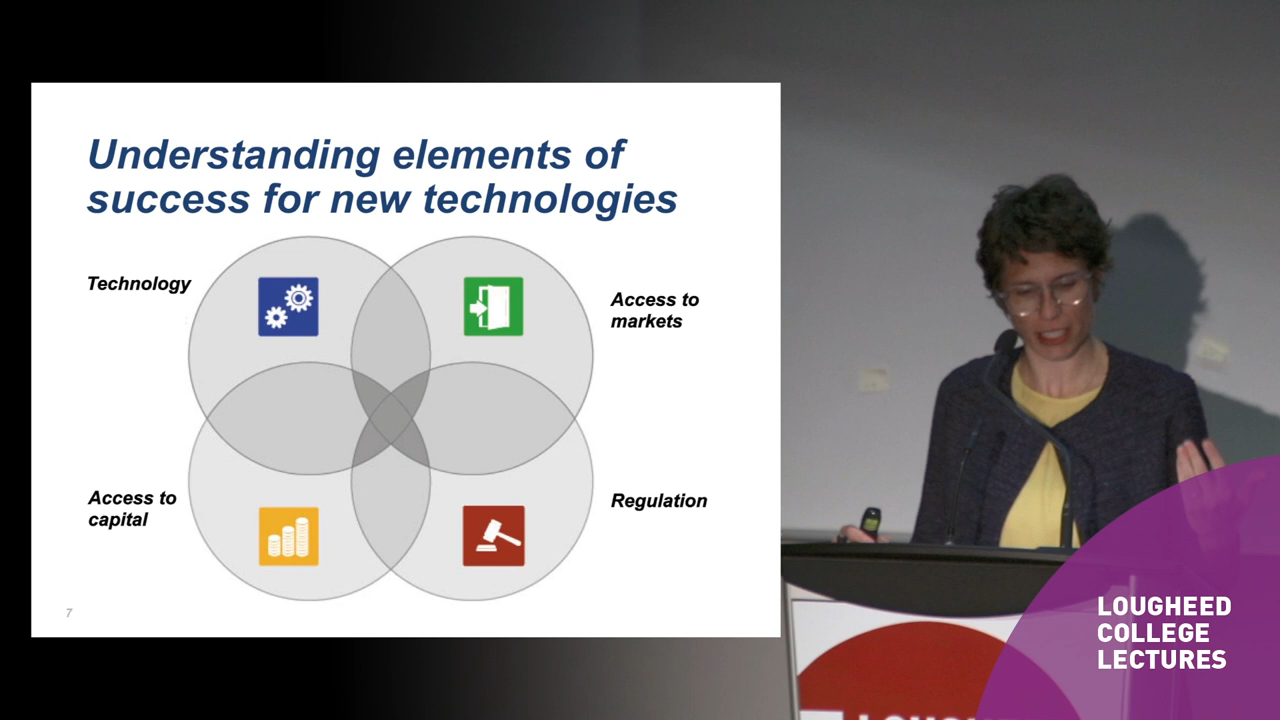 Understanding elements of
success for new technologies
Technology
Access to
markets
Access to
capital
Regulation
7
LOUGHEED
COLLEGE
LECTURES